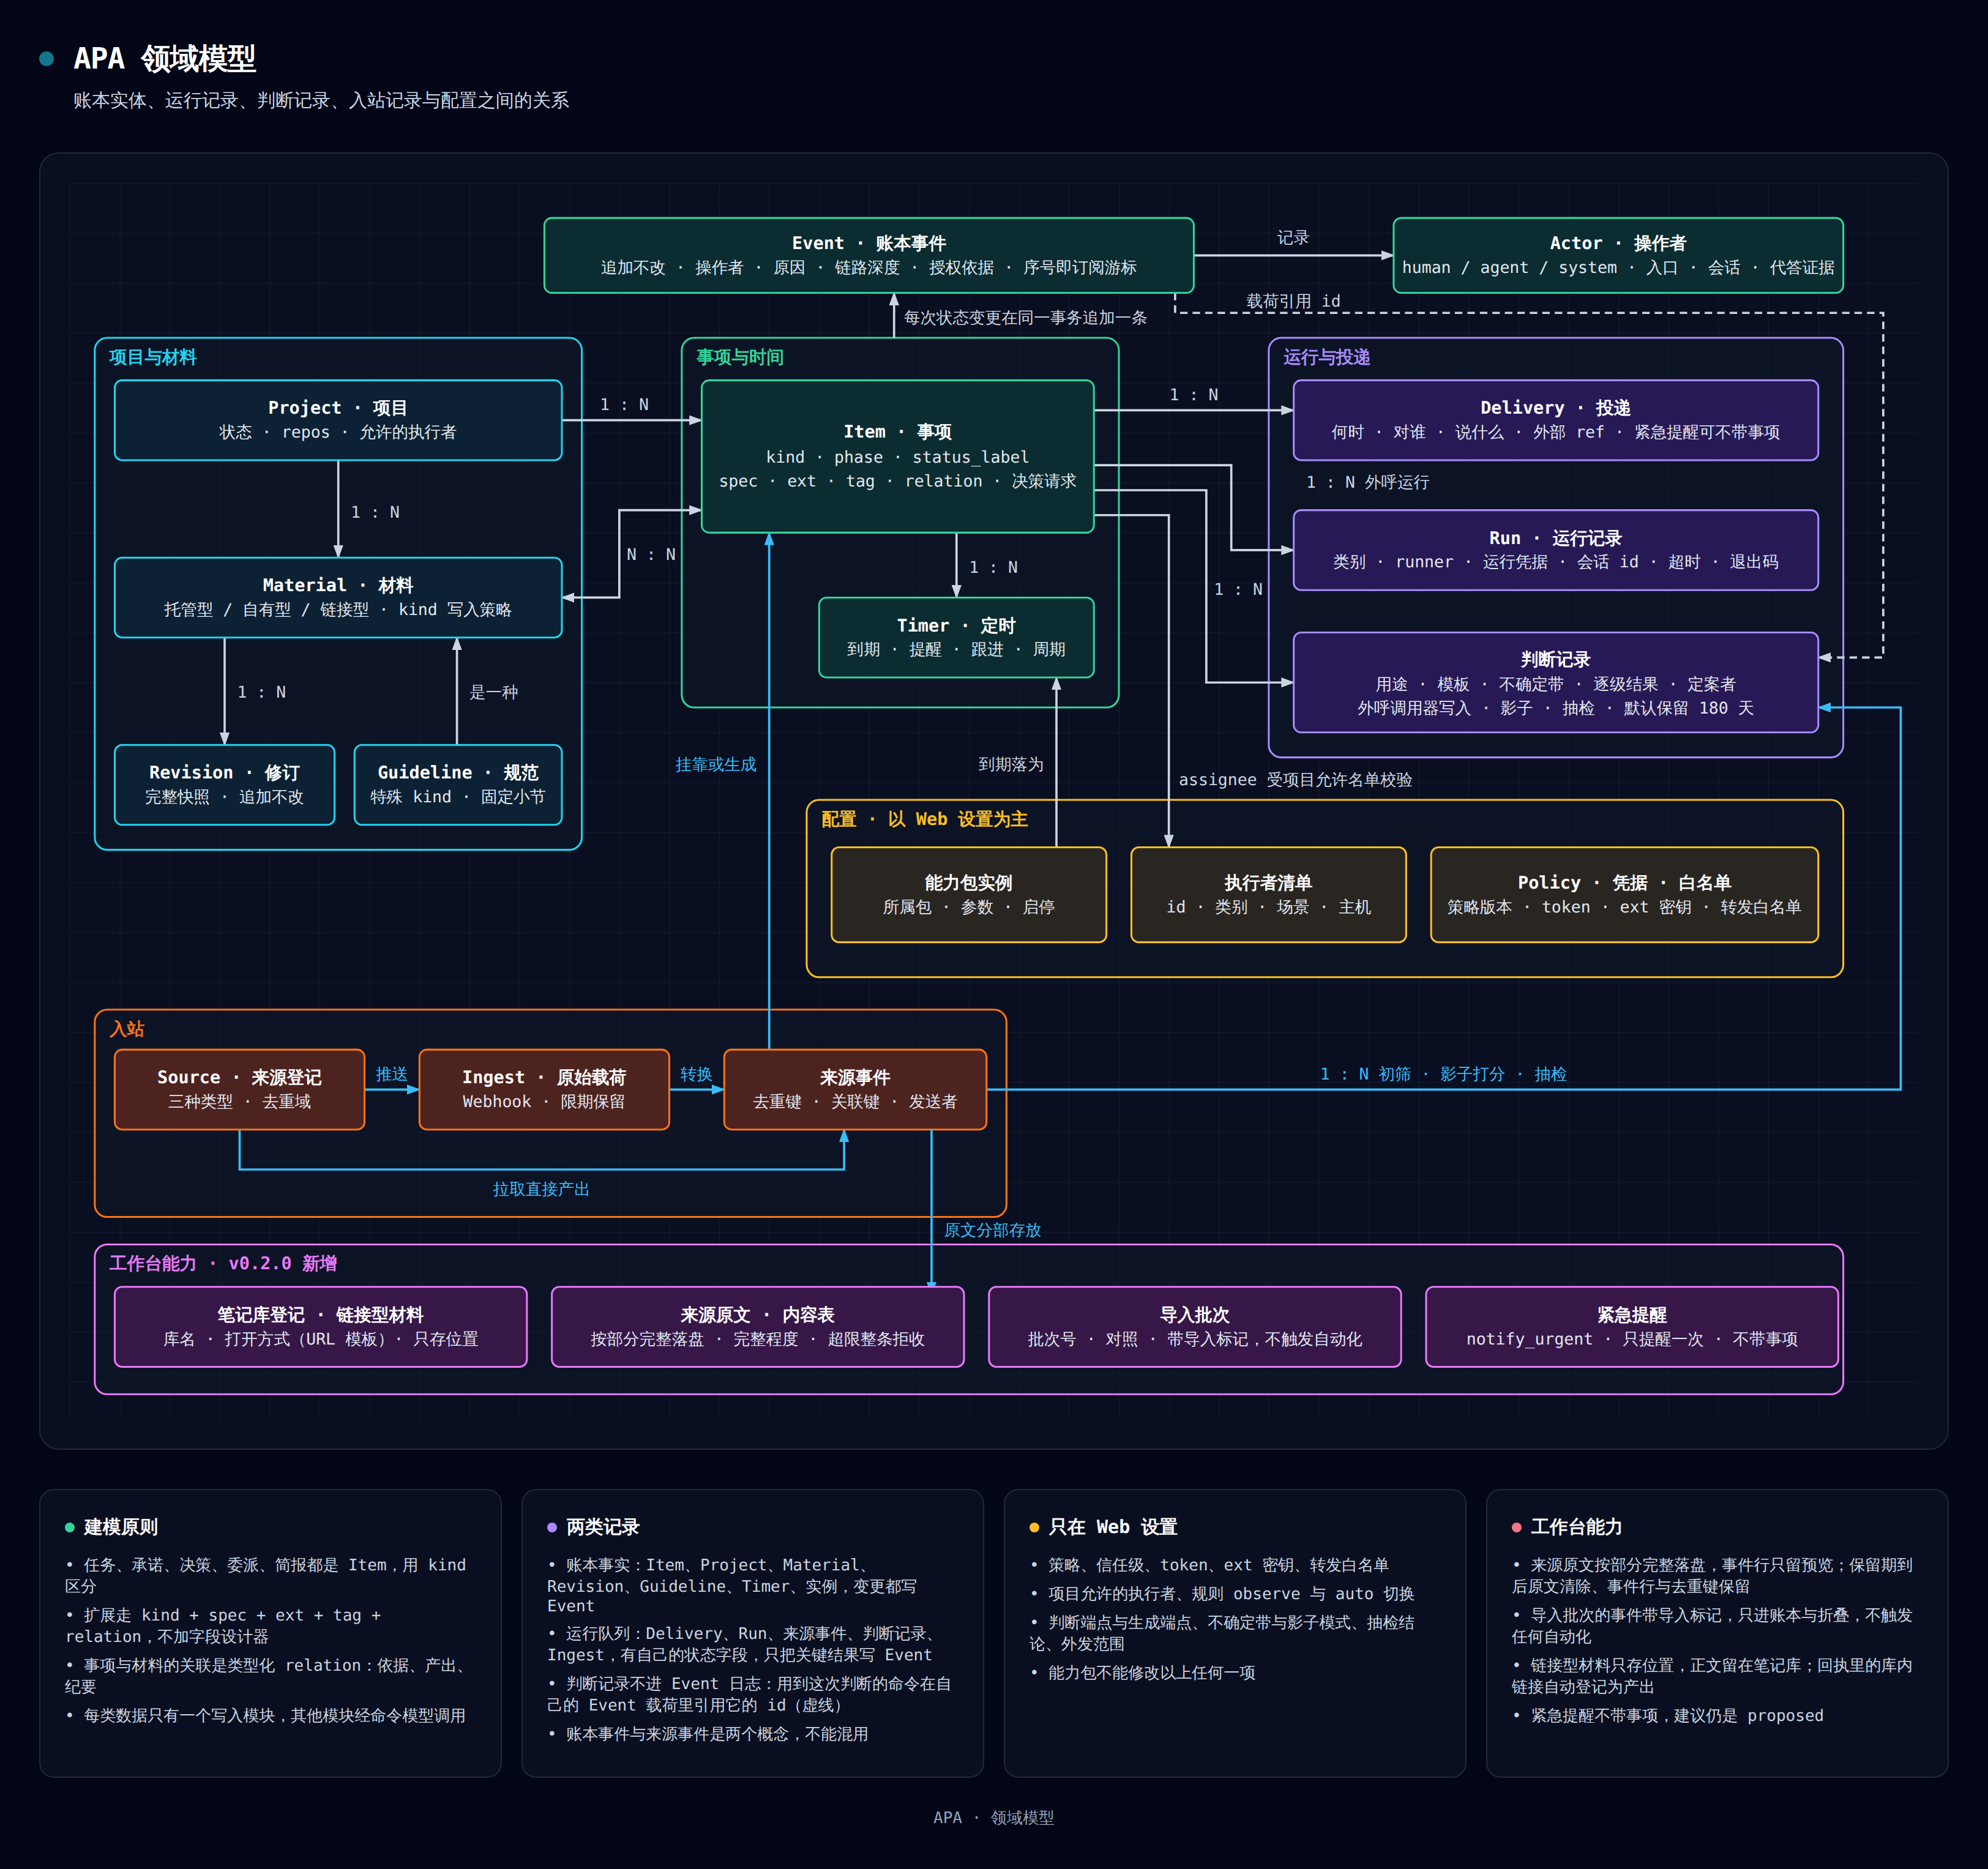 APA 领域模型
账本实体、运行记录、判断记录、入站记录与配置之间的关系
Event · 账本事件
追加不改 · 操作者 · 原因 · 链路深度 · 授权依据 · 序号即订阅游标
记录
Actor · 操作者
human / agent / system · 入口 · 会话 · 代答证据
载荷引用 id
每次状态变更在同一事务追加一条
项目与材料
Project · 项目
状态 · repos · 允许的执行者
1 : N
Material · 材料
托管型 / 自有型 / 链接型 · kind 写入策略
1 : N
是一种
Revision · 修订
完整快照 · 追加不改
Guideline · 规范
特殊 kind · 固定小节
1 : N
N : N
事项与时间
Item · 事项
kind · phase · status_label
spec · ext · tag · relation · 决策请求
1 : N
Timer · 定时
到期 · 提醒 · 跟进 · 周期
1 : N
运行与投递
Delivery · 投递
何时 · 对谁 · 说什么 · 外部 ref · 紧急提醒可不带事项
1 : N 外呼运行
Run · 运行记录
类别 · runner · 运行凭据 · 会话 id · 超时 · 退出码
1 : N
判断记录
用途 · 模板 · 不确定带 · 逐级结果 · 定案者
外呼调用器写入 · 影子 · 抽检 · 默认保留 180 天
挂靠或生成
到期落为
assignee 受项目允许名单校验
配置 · 以 Web 设置为主
能力包实例
所属包 · 参数 · 启停
执行者清单
id · 类别 · 场景 · 主机
Policy · 凭据 · 白名单
策略版本 · token · ext 密钥 · 转发白名单
入站
Source · 来源登记
三种类型 · 去重域
推送
Ingest · 原始载荷
Webhook · 限期保留
转换
来源事件
去重键 · 关联键 · 发送者
1 : N 初筛 · 影子打分 · 抽检
拉取直接产出
原文分部存放
工作台能力 · v0.2.0 新增
笔记库登记 · 链接型材料
库名 · 打开方式（URL 模板）· 只存位置
来源原文 · 内容表
按部分完整落盘 · 完整程度 · 超限整条拒收
导入批次
批次号 · 对照 · 带导入标记，不触发自动化
紧急提醒
notify_urgent · 只提醒一次 · 不带事项
建模原则
• 任务、承诺、决策、委派、简报都是 Item，用 kind
区分
• 扩展走 kind + spec + ext + tag +
relation，不加字段设计器
• 事项与材料的关联是类型化 relation：依据、产出、
纪要
• 每类数据只有一个写入模块，其他模块经命令模型调用
两类记录
• 账本事实：Item、Project、Material、
Revision、Guideline、Timer、实例，变更都写
Event
• 运行队列：Delivery、Run、来源事件、判断记录、
Ingest，有自己的状态字段，只把关键结果写 Event
• 判断记录不进 Event 日志：用到这次判断的命令在自
己的 Event 载荷里引用它的 id（虚线）
• 账本事件与来源事件是两个概念，不能混用
只在 Web 设置
• 策略、信任级、token、ext 密钥、转发白名单
• 项目允许的执行者、规则 observe 与 auto 切换
• 判断端点与生成端点、不确定带与影子模式、抽检结
论、外发范围
• 能力包不能修改以上任何一项
工作台能力
• 来源原文按部分完整落盘，事件行只留预览；保留期到
后原文清除、事件行与去重键保留
• 导入批次的事件带导入标记，只进账本与折叠，不触发
任何自动化
• 链接型材料只存位置，正文留在笔记库；回执里的库内
链接自动登记为产出
• 紧急提醒不带事项，建议仍是 proposed
APA · 领域模型